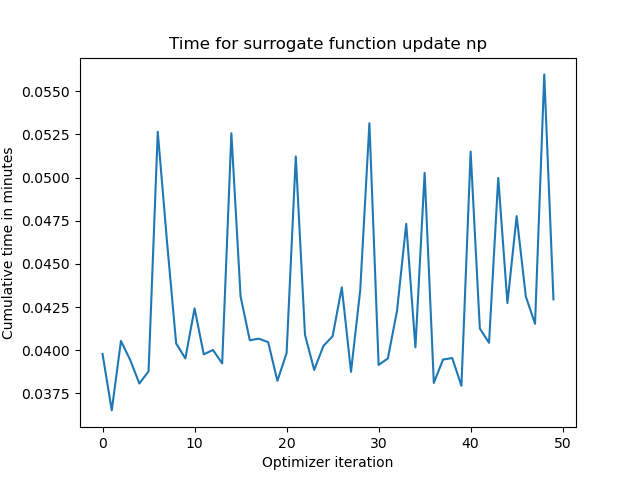 Time for surrogate function update np
Cumulative time in minutes
0.0550
0.0525
0.0500
0.0475
0.0450
0.0425
0.0400
0.0375
0 10 20 30 40 50
Optimizer iteration